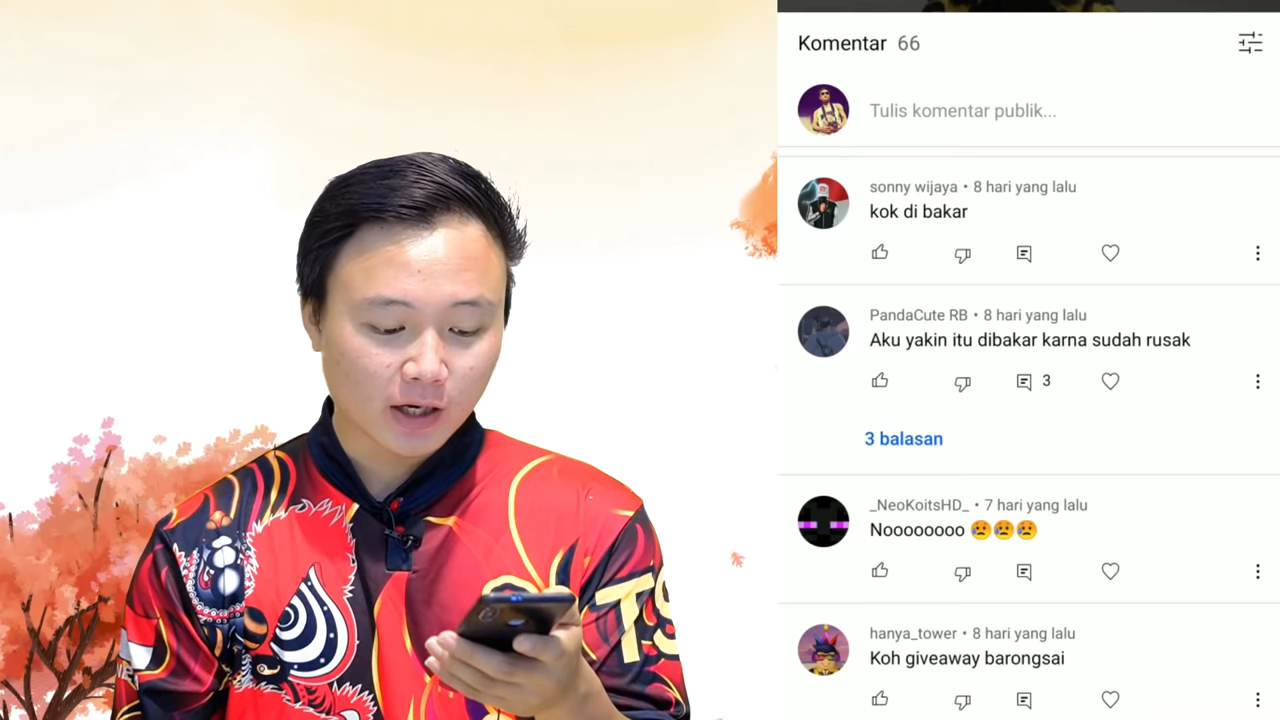 Komentar 66
Tulis komentar publik...
sonny wijaya • 8 hari yang lalu
kok di bakar
PandaCute RB • 8 hari yang lalu
Aku yakin itu dibakar karna sudah rusak
3
3 balasan
_NeoKoitsHD_ • 7 hari yang lalu
Noooooooo 😥😥😥
hanya_tower • 8 hari yang lalu
Koh giveaway barongsai
TS